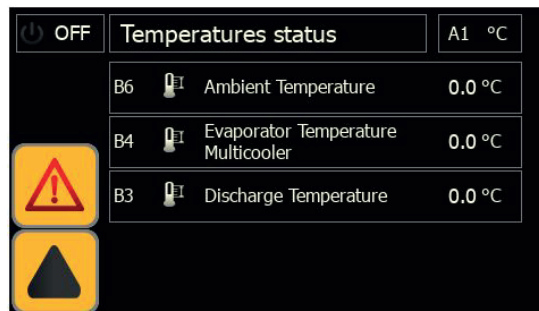 OFF Temperatures status A1 °C
B6 Ambient Temperature 0.0 °C
B4 Evaporator Temperature Multicooler 0.0 °C
B3 Discharge Temperature 0.0 °C